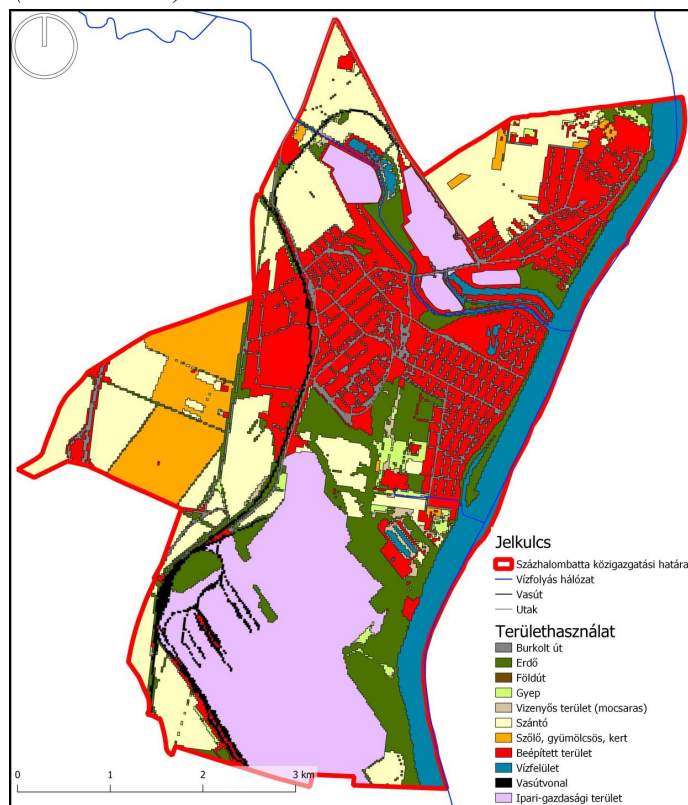 Jelkulcs
Százhalombatta közigazgatási határa
Vízfolyás hálózat
Vasút
Utak
Területhasználat
Burkolt út
Erdő
Földút
Gyep
Vizenyős terület (mocsaras)
Szántó
Szőlő, gyümölcsös, kert
Beépített terület
Vízfelület
Vasútvonal
Ipari-gazdasági terület
0 1 2 3 km